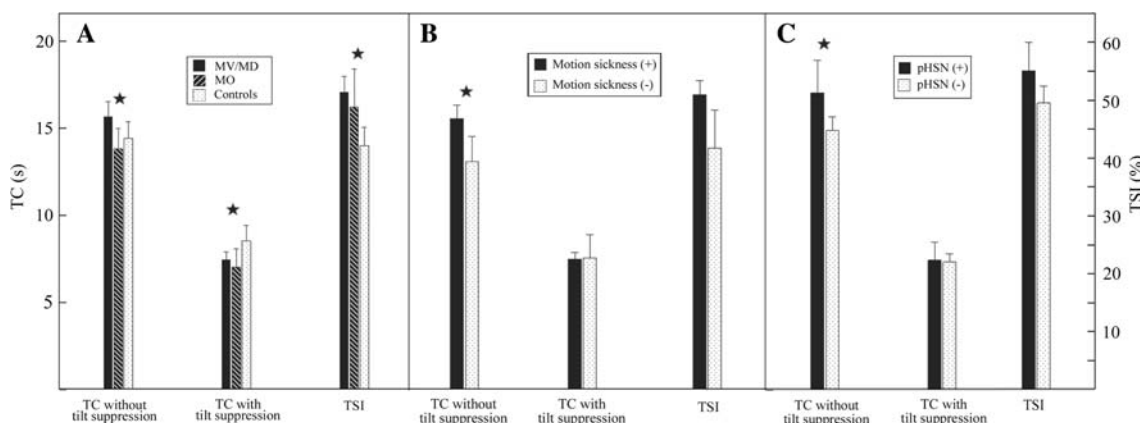 A
B
C
MV/MD
MO
Controls
Motion sickness (+)
Motion sickness (-)
pHSN (+)
pHSN (-)
20
15
10
5
TC (s)
60
50
40
30
20
10
TSI (%)
TC without
tilt suppression
TC with
tilt suppression
TSI
TC without
tilt suppression
TC with
tilt suppression
TSI
TC without
tilt suppression
TC with
tilt suppression
TSI